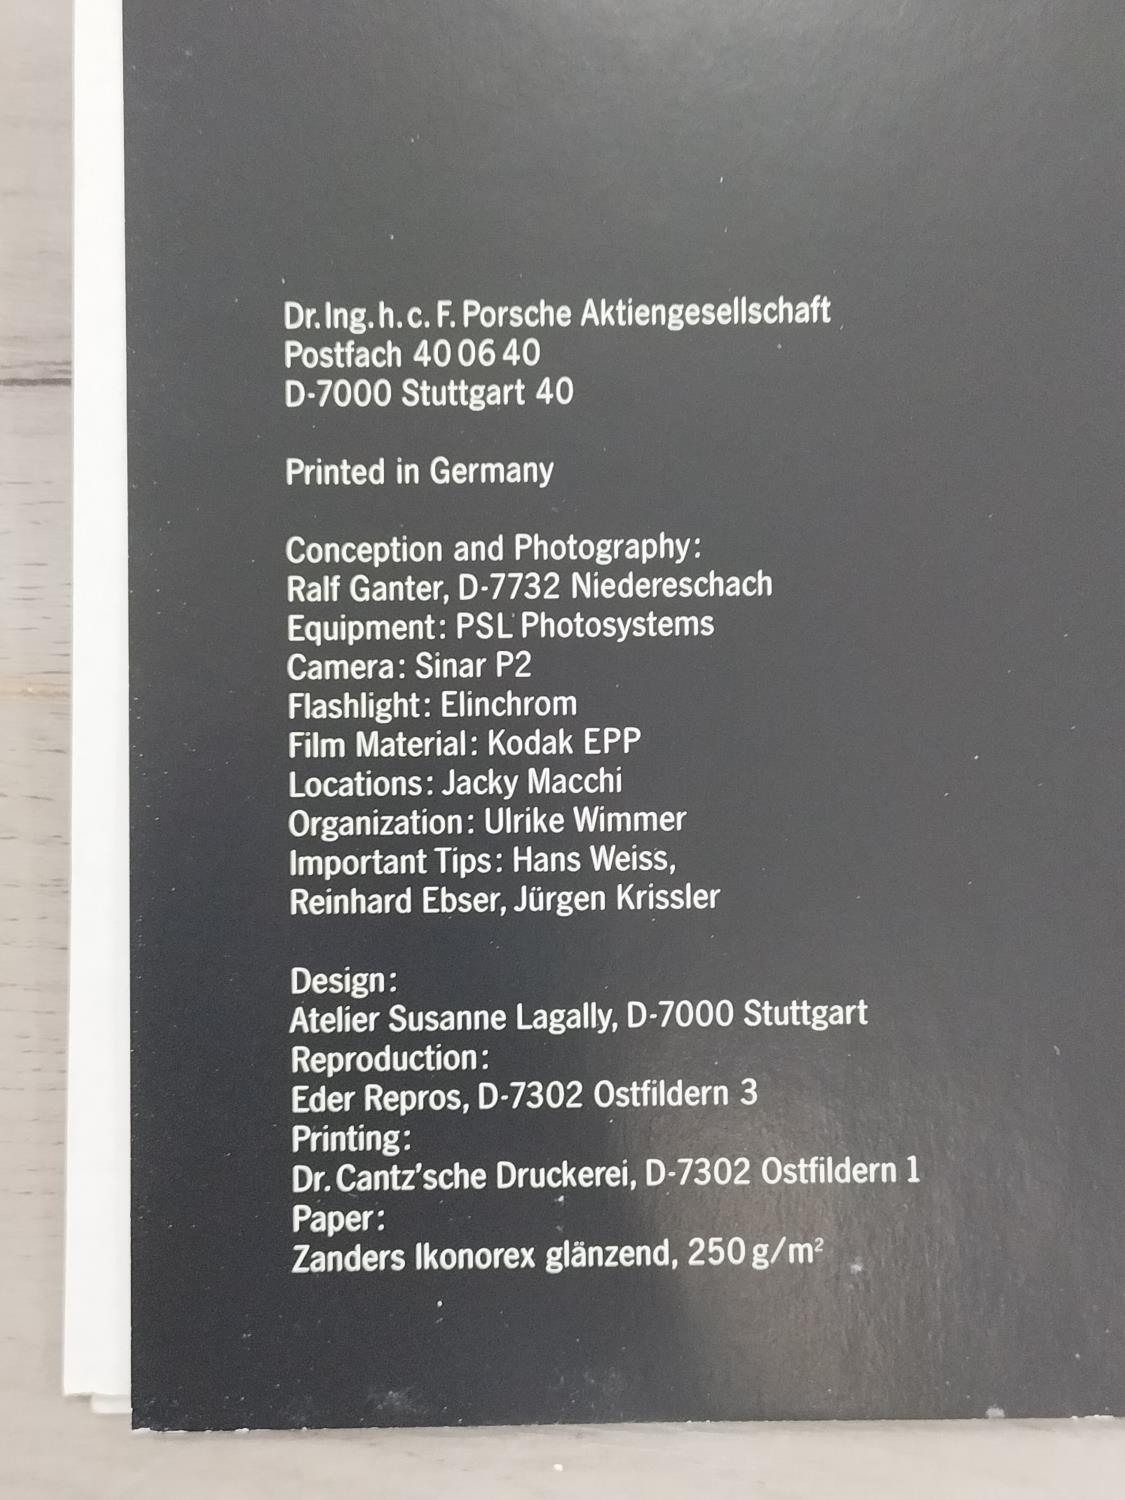 Dr. Ing. h. c. F. Porsche Aktiengesellschaft
Postfach 40 06 40
D-7000 Stuttgart 40
Printed in Germany
Conception and Photography:
Ralf Ganter, D-7732 Niedereschach
Equipment: PSL Photosystems
Camera: Sinar P2
Flashlight: Elinchrom
Film Material: Kodak EPP
Locations: Jacky Macchi
Organization: Ulrike Wimmer
Important Tips: Hans Weiss,
Reinhard Ebser, Jürgen Krissler
Design:
Atelier Susanne Lagally, D-7000 Stuttgart
Reproduction:
Eder Repros, D-7302 Ostfildern 3
Printing:
Dr. Cantz'sche Druckerei, D-7302 Ostfildern 1
Paper:
Zanders Ikonorex glänzend, 250 g/m²